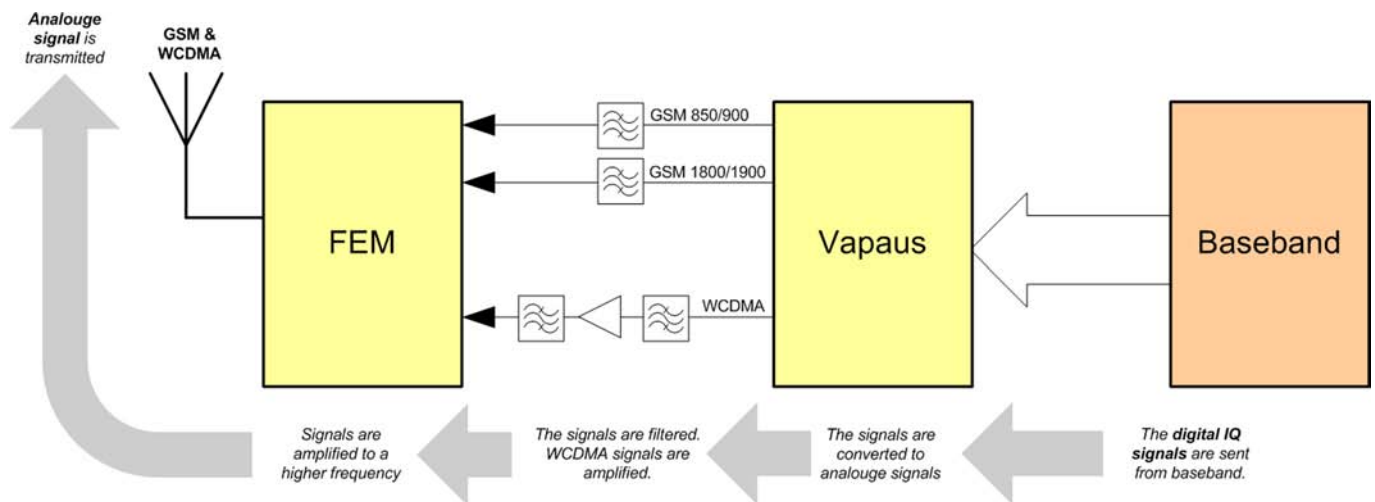 Analouge
signal is
transmitted
GSM &
WCDMA
GSM 850/900
GSM 1800/1900
FEM
Vapaus
Baseband
WCDMA
Signals are
amplified to a
higher frequency
The signals are filtered.
WCDMA signals are
amplified.
The signals are
converted to
analouge signals
The digital IQ
signals are sent
from baseband.